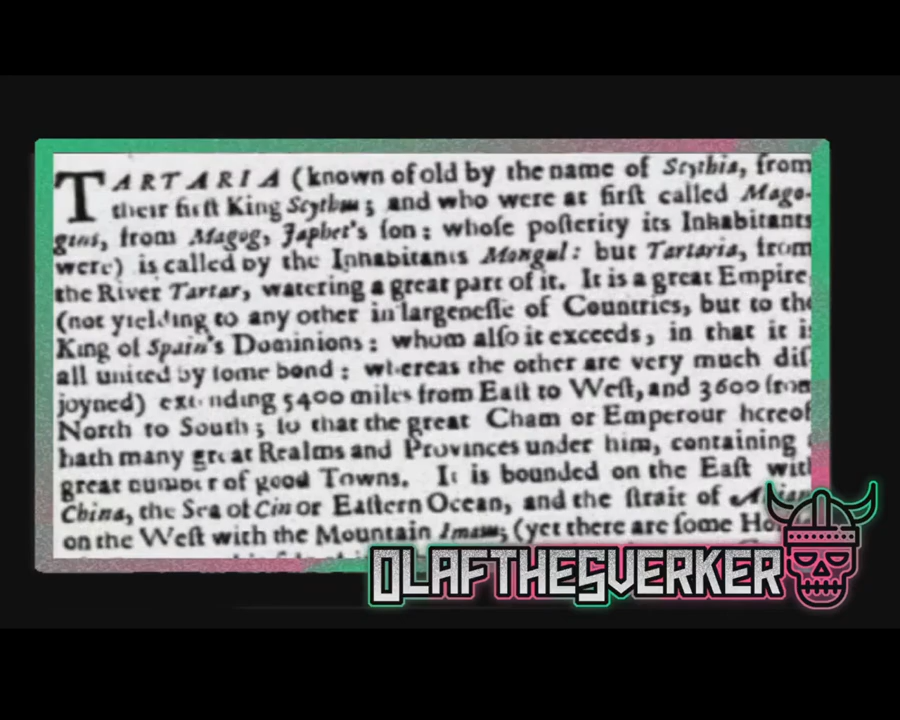 TARTARIA (known of old by the name of Scythia, from
their firſt King Scythus; and who were at firſt called Mago-
gins, from Magog, Japhet's ſon: whoſe poſterity its Inhabitants
were) is called by the Inhabitants Mongul: but Tartaria, from
the River Tartar, watering a great part of it. It is a great Empire
(not yielding to any other in largeneſſe of Countries, but to the
King of Spain's Dominions: whom alſo it exceeds, in that it is
all united by ſome bond: whereas the other are very much diſ-
joyned) extending 5400 miles from Eaſt to Weſt, and 3600 from
North to South; ſo that the great Cham or Emperour hereof
hath many great Realms and Provinces under him, containing
great number of good Towns. It is bounded on the Eaſt with
China, the Sea of Cin or Eaſtern Ocean, and the ſtrait of
on the Weſt with the Mountain Imaus; (yet there are ſome
OLAFTHESVERKER